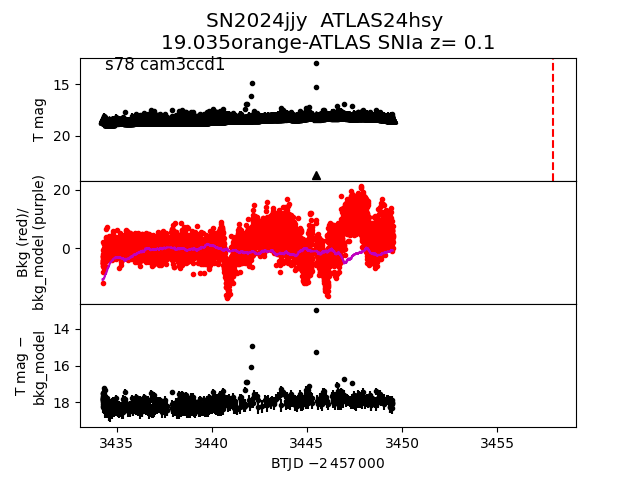 SN2024jjy  ATLAS24hsy
19.035orange-ATLAS SNIa z= 0.1
s78 cam3ccd1
T mag
15
20
Bkg (red)/
bkg_model (purple)
20
0
T mag −
bkg_model
14
16
18
3435
3440
3445
3450
3455
BTJD −2 457 000